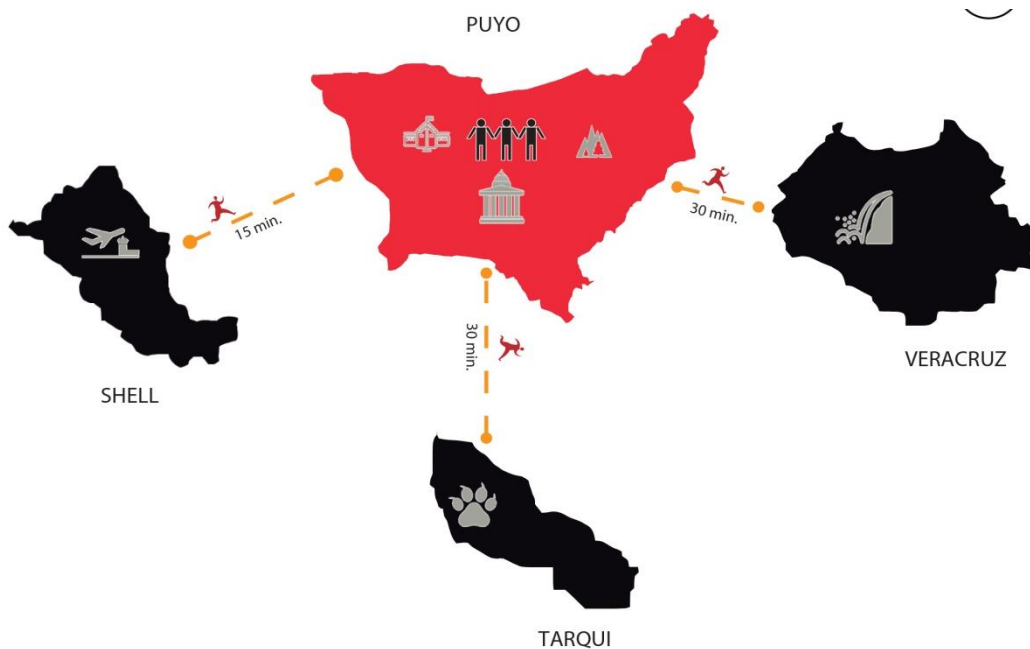 PUYO
15 min.
30 min.
30 min.
SHELL
VERACRUZ
TARQUI